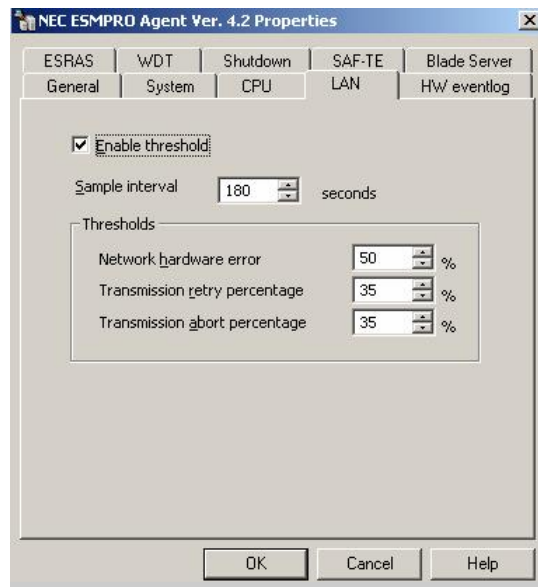 NEC ESMPRO Agent Ver. 4.2 Properties
ESRAS WDT Shutdown SAF-TE Blade Server
General System CPU LAN HW eventlog
Enable threshold
Sample interval 180 seconds
Thresholds
Network hardware error 50 %
Transmission retry percentage 35 %
Transmission abort percentage 35 %
OK Cancel Help